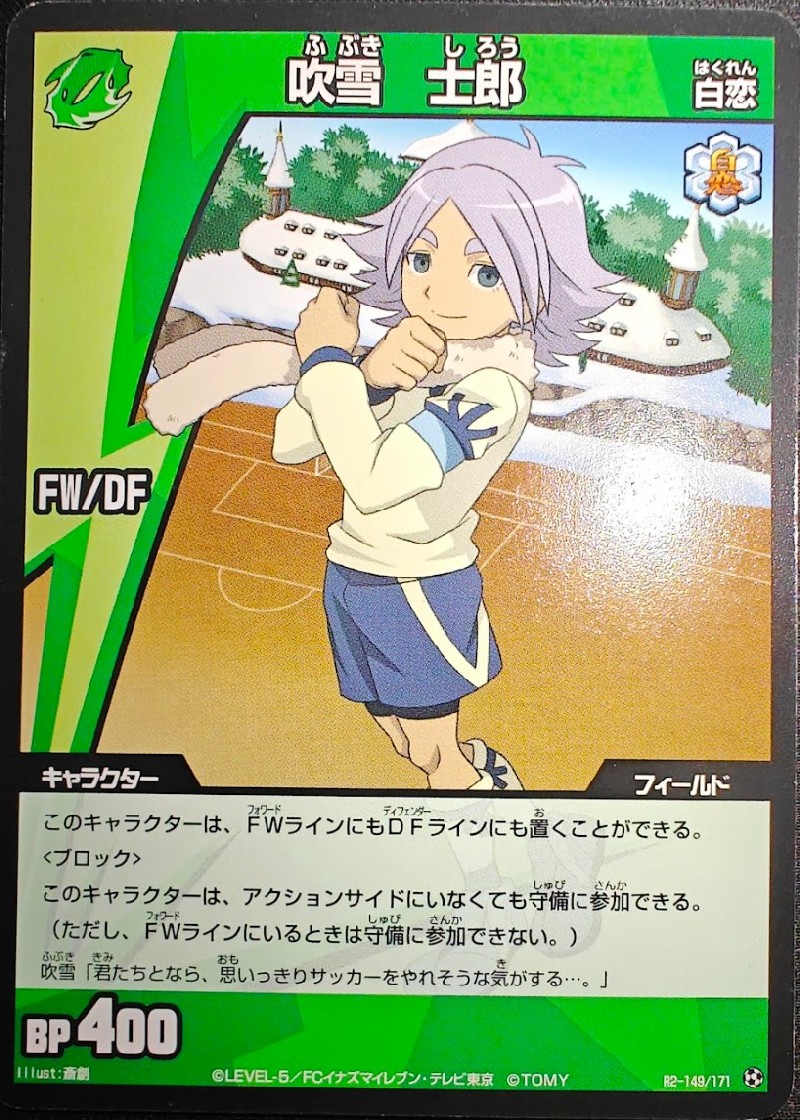 ふぶき しろう
吹雪 士郎
はくれん
白恋
白恋
FW/DF
キャラクター
フィールド
フォワード ディフェンダー お
このキャラクターは、FWラインにもDFラインにも置くことができる。
<ブロック>
しゅび さんか
このキャラクターは、アクションサイドにいなくても守備に参加できる。
フォワード しゅび さんか
(ただし、FWラインにいるときは守備に参加できない。)
ふぶき きみ おも き
吹雪「君たちとなら、思いっきりサッカーをやれそうな気がする…。」
BP 400
Illust:斎創
©LEVEL-5/FCイナズマイレブン・テレビ東京 ©TOMY
R2-149/171